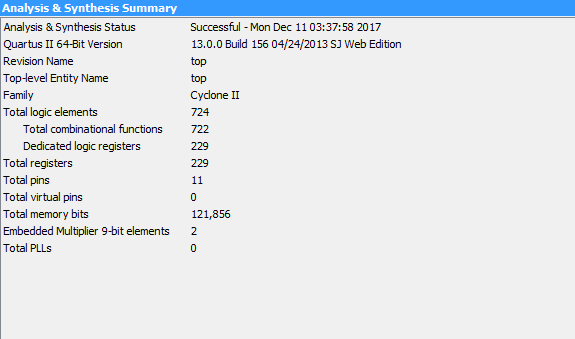 Analysis & Synthesis Summary
Analysis & Synthesis Status Successful - Mon Dec 11 03:37:58 2017
Quartus II 64-Bit Version 13.0.0 Build 156 04/24/2013 SJ Web Edition
Revision Name top
Top-level Entity Name top
Family Cyclone II
Total logic elements 724
Total combinational functions 722
Dedicated logic registers 229
Total registers 229
Total pins 11
Total virtual pins 0
Total memory bits 121,856
Embedded Multiplier 9-bit elements 2
Total PLLs 0